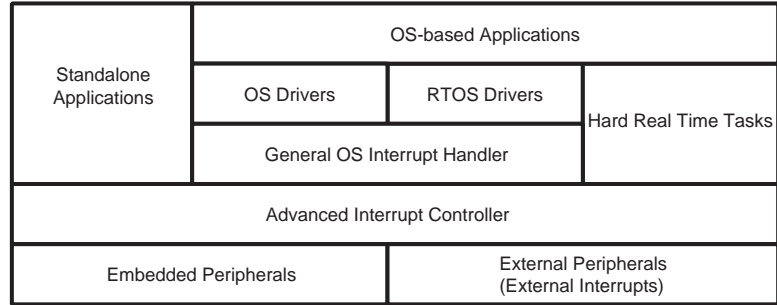 OS-based Applications
Standalone
Applications
OS Drivers
RTOS Drivers
Hard Real Time Tasks
General OS Interrupt Handler
Advanced Interrupt Controller
Embedded Peripherals
External Peripherals
(External Interrupts)